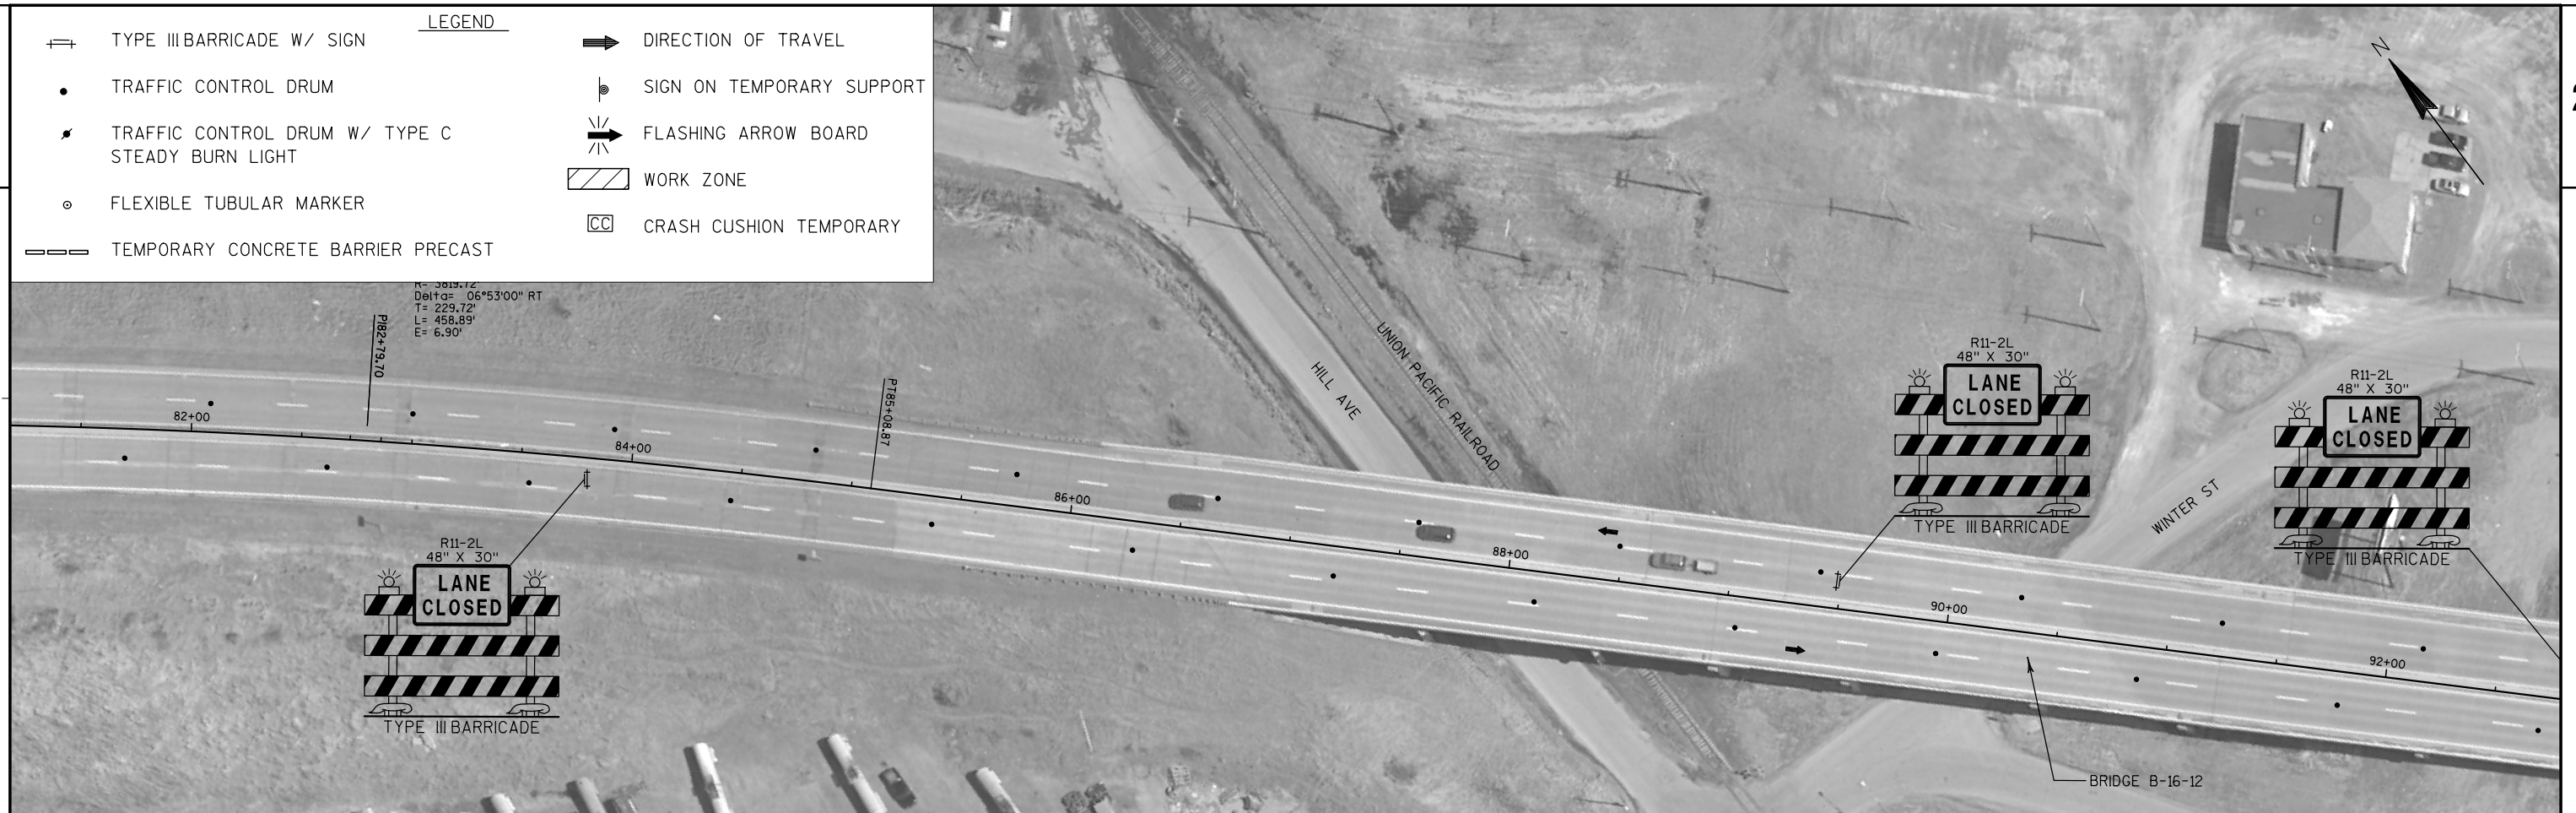 LEGEND
TYPE III BARRICADE W/ SIGN
TRAFFIC CONTROL DRUM
TRAFFIC CONTROL DRUM W/ TYPE C
STEADY BURN LIGHT
FLEXIBLE TUBULAR MARKER
TEMPORARY CONCRETE BARRIER PRECAST
DIRECTION OF TRAVEL
SIGN ON TEMPORARY SUPPORT
FLASHING ARROW BOARD
WORK ZONE
CC CRASH CUSHION TEMPORARY
N
R= 3819.72'
Delta= 06°53'00" RT
T= 229.72'
L= 458.89'
E= 6.90'
PI82+79.70
PT85+08.87
82+00
84+00
86+00
88+00
90+00
92+00
HILL AVE
UNION PACIFIC RAILROAD
WINTER ST
R11-2L
48" X 30"
LANE
CLOSED
TYPE III BARRICADE
R11-2L
48" X 30"
LANE
CLOSED
TYPE III BARRICADE
R11-2L
48" X 30"
LANE
CLOSED
TYPE III BARRICADE
BRIDGE B-16-12